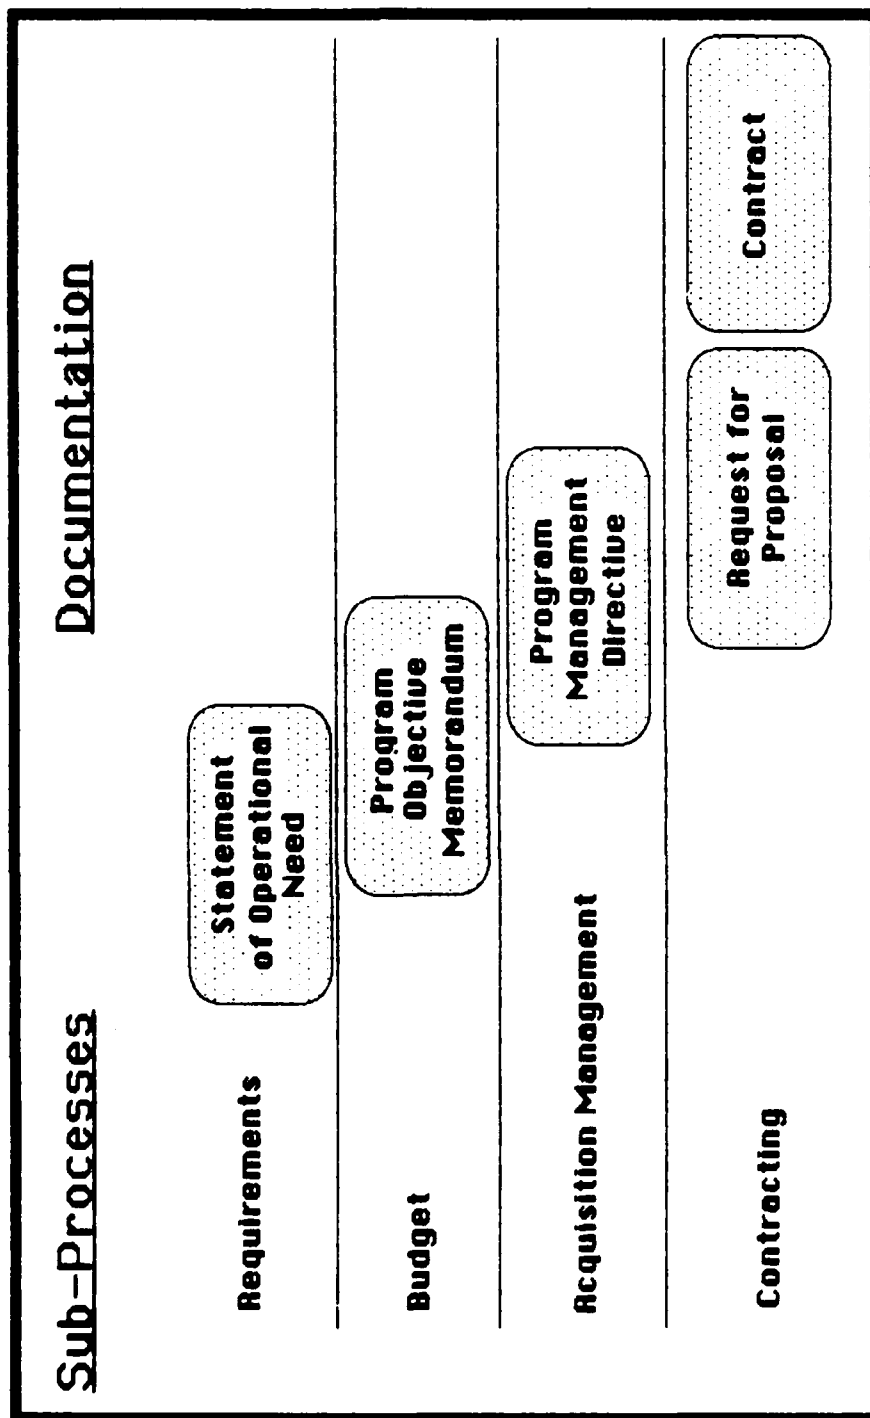 Sub-Processes
Documentation
Requirements
Statement
of Operational
Need
Budget
Program
Objective
Memorandum
Acquisition Management
Program
Management
Directive
Contracting
Request for
Proposal
Contract